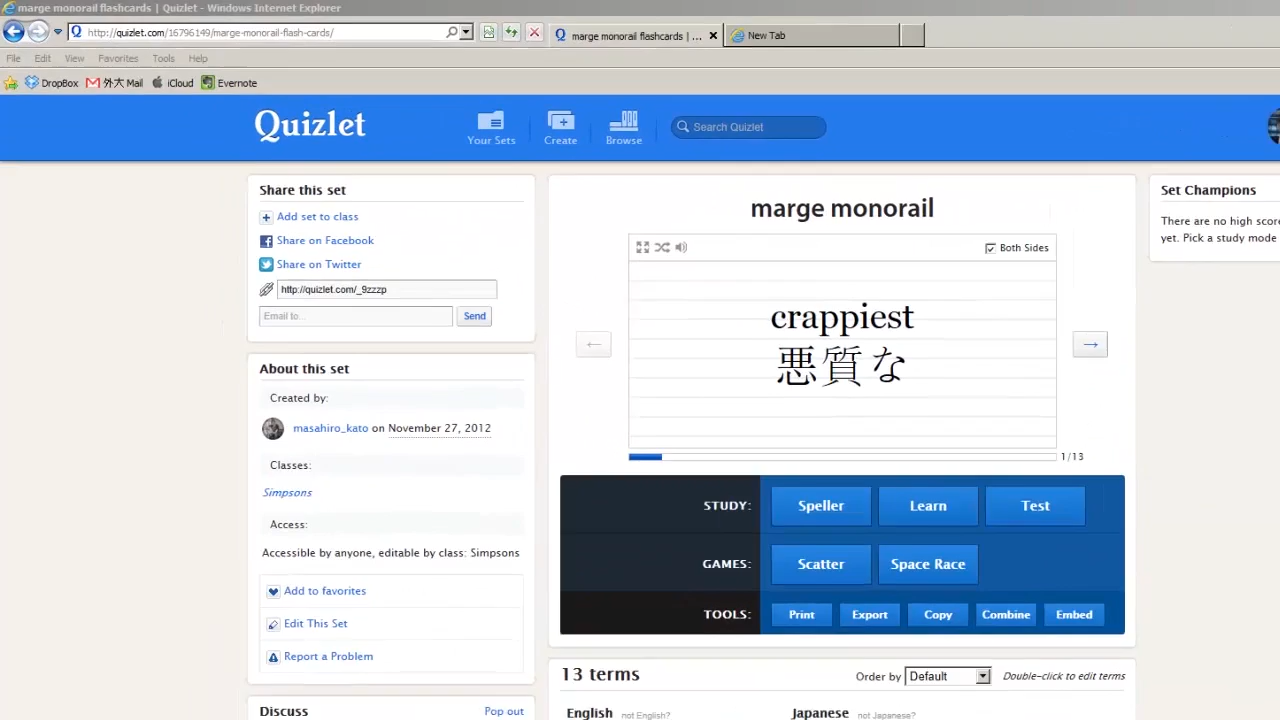 marge monorail flashcards | Quizlet - Windows Internet Explorer
http://quizlet.com/16796149/marge-monorail-flash-cards/
marge monorail flashcards | ...
New Tab
File Edit View Favorites Tools Help
DropBox 外大 Mail iCloud Evernote
Quizlet
Your Sets
Create
Browse
Search Quizlet
Share this set
Add set to class
Share on Facebook
Share on Twitter
http://quizlet.com/_9zzzp
Email to...
Send
About this set
Created by:
masahiro_kato on November 27, 2012
Classes:
Simpsons
Access:
Accessible by anyone, editable by class: Simpsons
Add to favorites
Edit This Set
Report a Problem
Discuss
Pop out
marge monorail
Both Sides
crappiest
悪質な
←
→
1/13
STUDY: Speller Learn Test
GAMES: Scatter Space Race
TOOLS: Print Export Copy Combine Embed
13 terms
Order by Default Double-click to edit terms
English not English? Japanese not Japanese?
Set Champions
There are no high score
yet. Pick a study mode